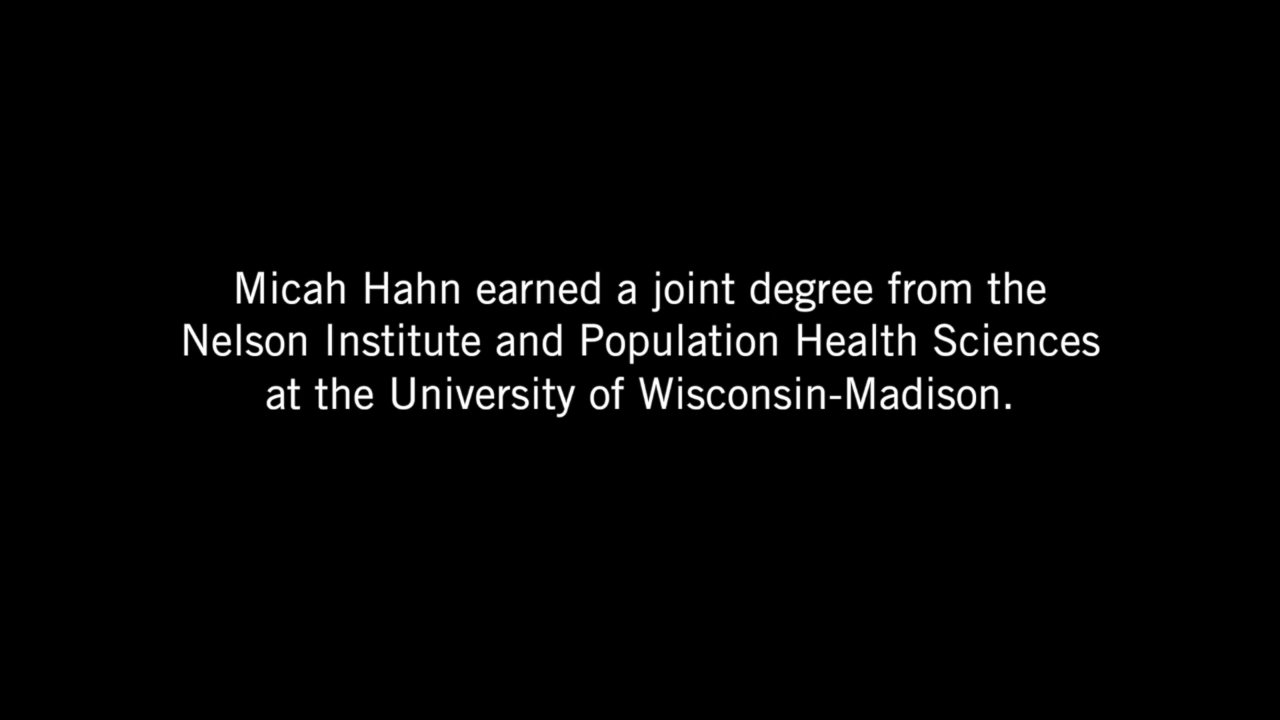 Micah Hahn earned a joint degree from the
Nelson Institute and Population Health Sciences
at the University of Wisconsin-Madison.